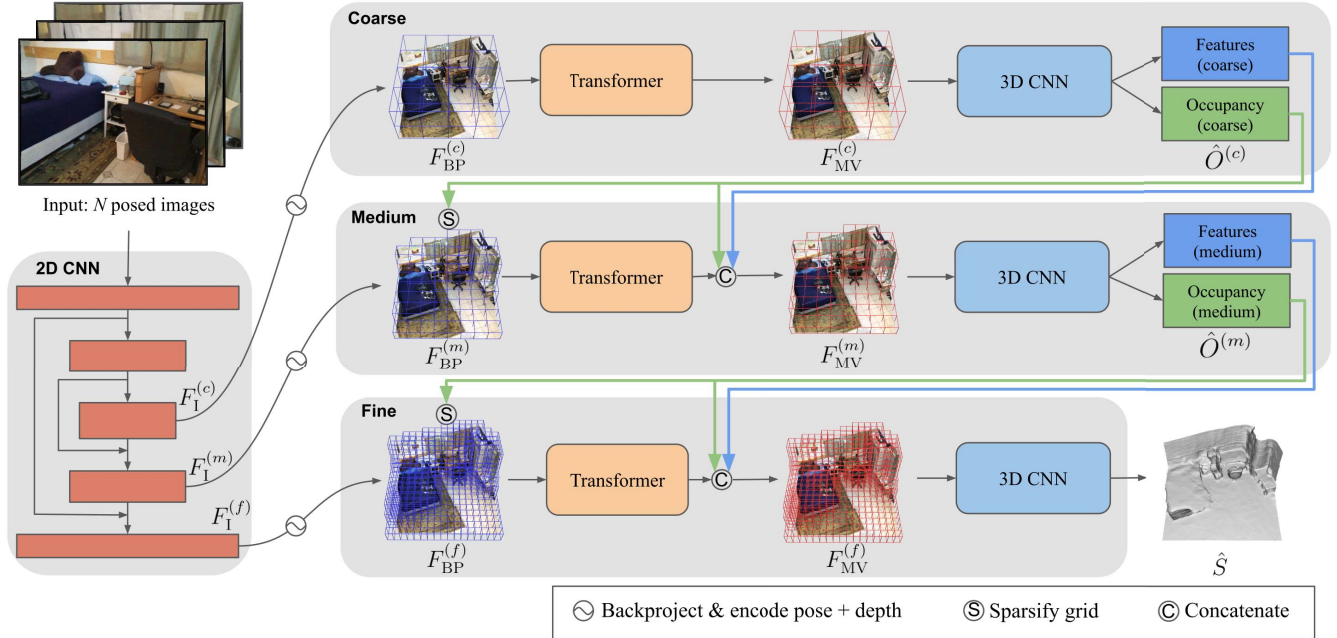 Coarse
Transformer
3D CNN
Features
(coarse)
Occupancy
(coarse)
F_BP^(c)
F_MV^(c)
Ô^(c)
Input: N posed images
Medium
S
Transformer
C
3D CNN
Features
(medium)
Occupancy
(medium)
F_BP^(m)
F_MV^(m)
Ô^(m)
2D CNN
F_I^(c)
F_I^(m)
F_I^(f)
Fine
S
Transformer
C
3D CNN
F_BP^(f)
F_MV^(f)
Ŝ
Backproject & encode pose + depth
S Sparsify grid
C Concatenate